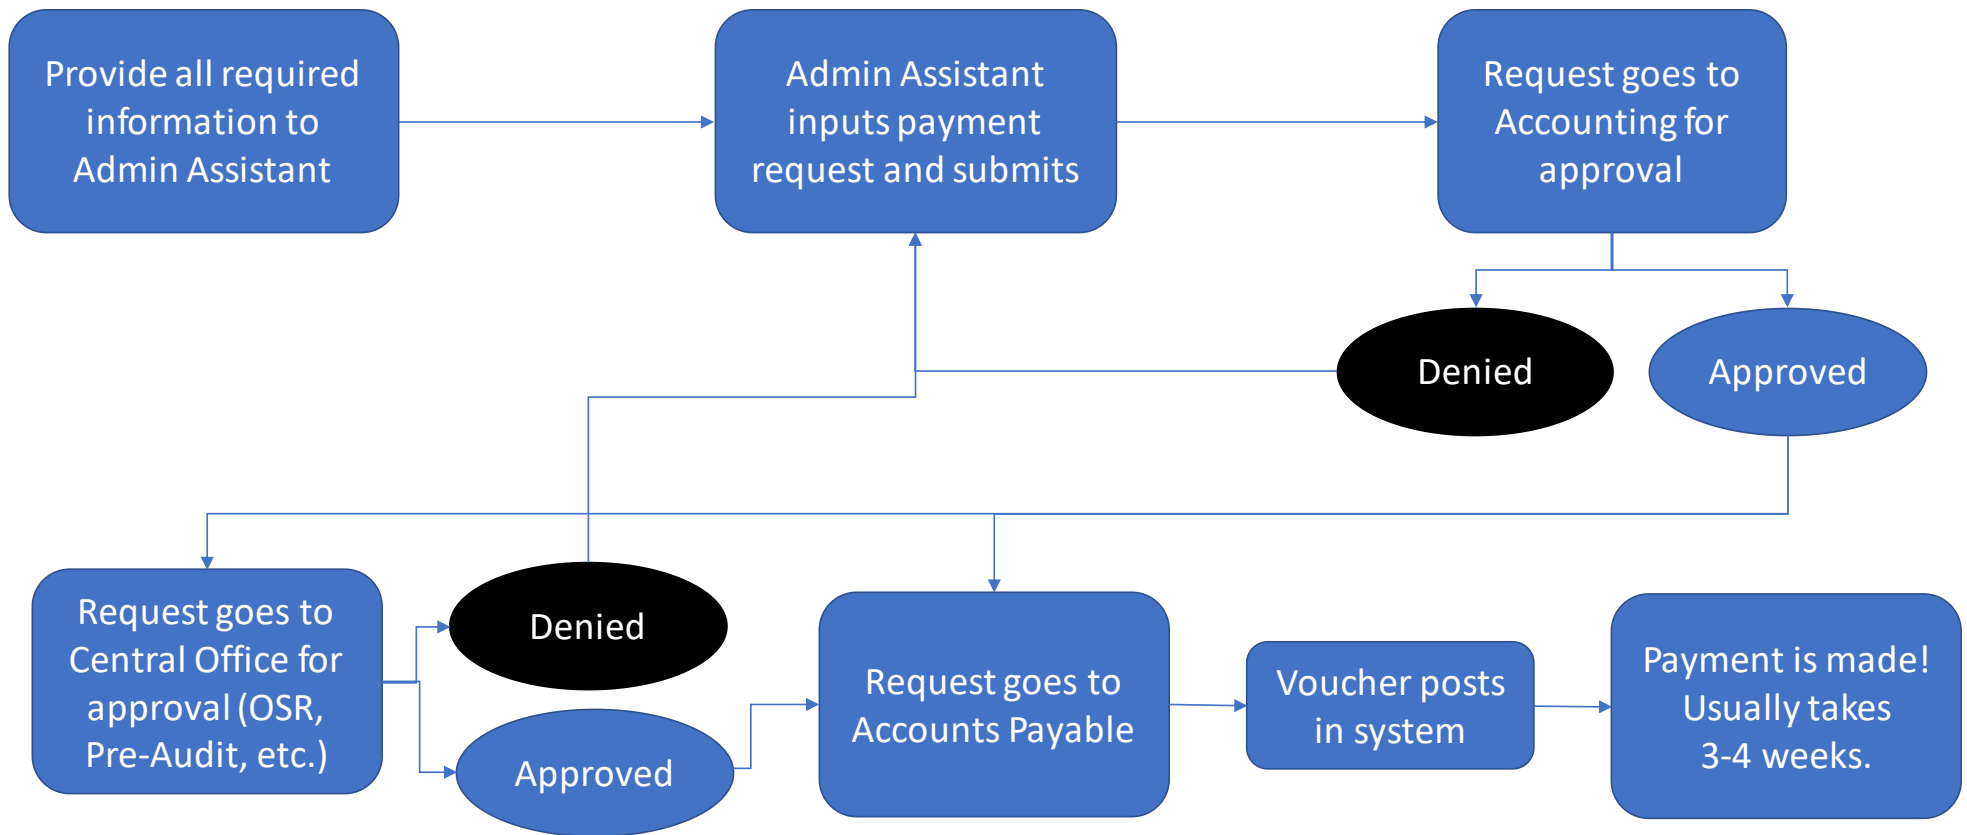 Provide all required
information to
Admin Assistant
Admin Assistant
inputs payment
request and submits
Request goes to
Accounting for
approval
Denied
Approved
Request goes to
Central Office for
approval (OSR,
Pre-Audit, etc.)
Denied
Approved
Request goes to
Accounts Payable
Voucher posts
in system
Payment is made!
Usually takes
3-4 weeks.